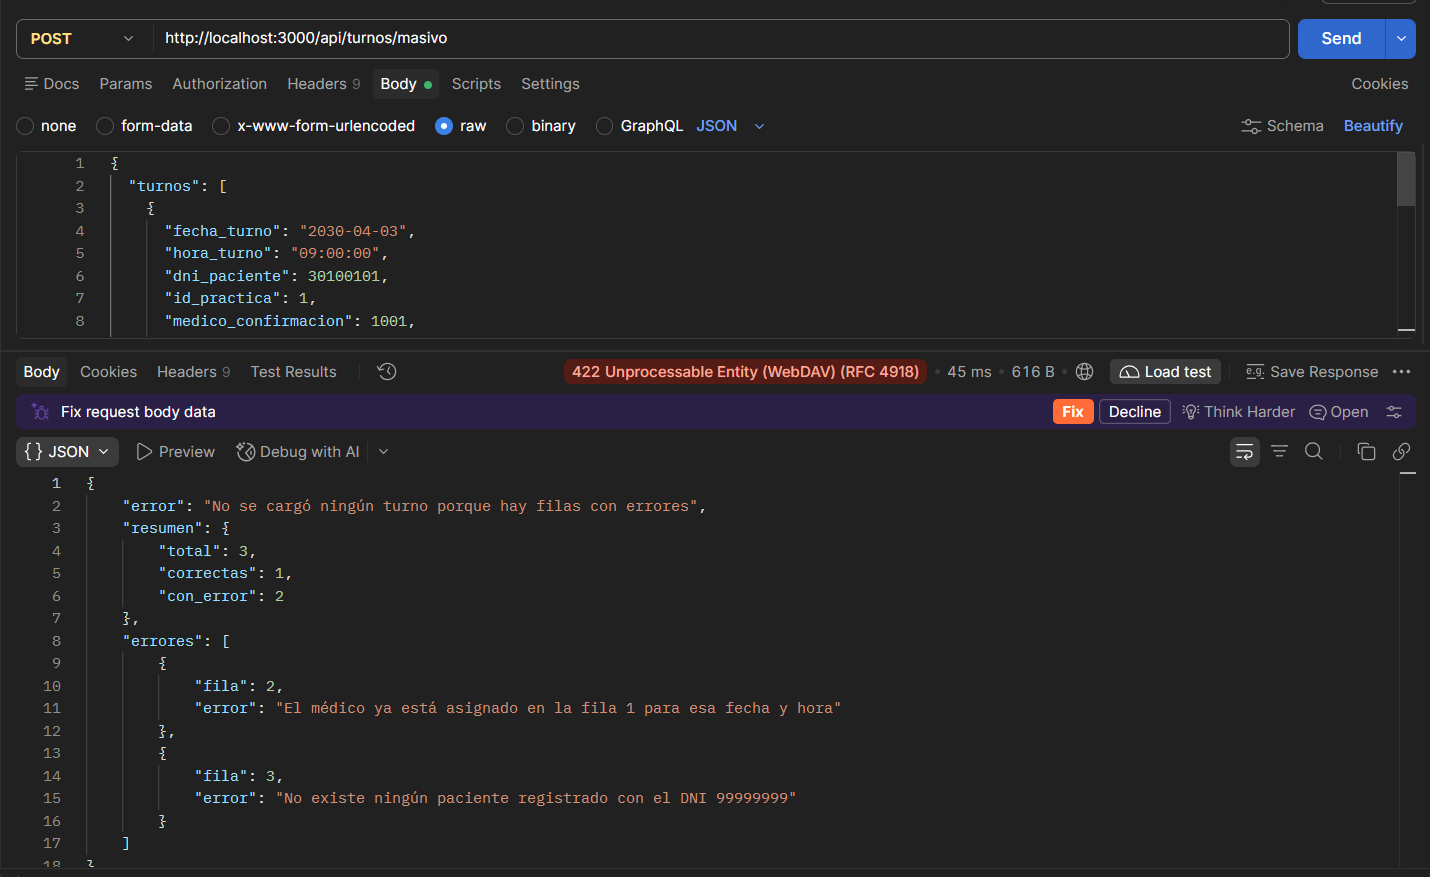 POST http://localhost:3000/api/turnos/masivo Send
Docs Params Authorization Headers 9 Body Scripts Settings Cookies
none form-data x-www-form-urlencoded raw binary GraphQL JSON Schema Beautify
1 {
2 "turnos": [
3 {
4 "fecha_turno": "2030-04-03",
5 "hora_turno": "09:00:00",
6 "dni_paciente": 30100101,
7 "id_practica": 1,
8 "medico_confirmacion": 1001,
Body Cookies Headers 9 Test Results 422 Unprocessable Entity (WebDAV) (RFC 4918) • 45 ms • 616 B • Load test e.g. Save Response
Fix request body data Fix Decline Think Harder Open
{} JSON Preview Debug with AI
1 {
2 "error": "No se cargó ningún turno porque hay filas con errores",
3 "resumen": {
4 "total": 3,
5 "correctas": 1,
6 "con_error": 2
7 },
8 "errores": [
9 {
10 "fila": 2,
11 "error": "El médico ya está asignado en la fila 1 para esa fecha y hora"
12 },
13 {
14 "fila": 3,
15 "error": "No existe ningún paciente registrado con el DNI 99999999"
16 }
17 ]
18 }